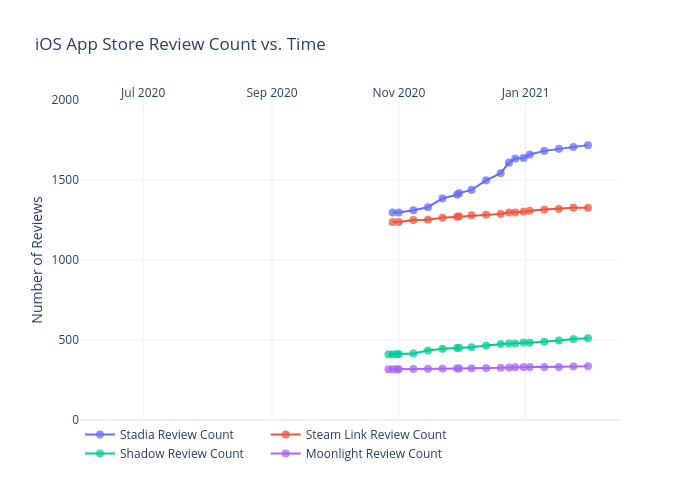 iOS App Store Review Count vs. Time
Jul 2020 Sep 2020 Nov 2020 Jan 2021
2000
1500
1000
500
0
Number of Reviews
Stadia Review Count Steam Link Review Count
Shadow Review Count Moonlight Review Count